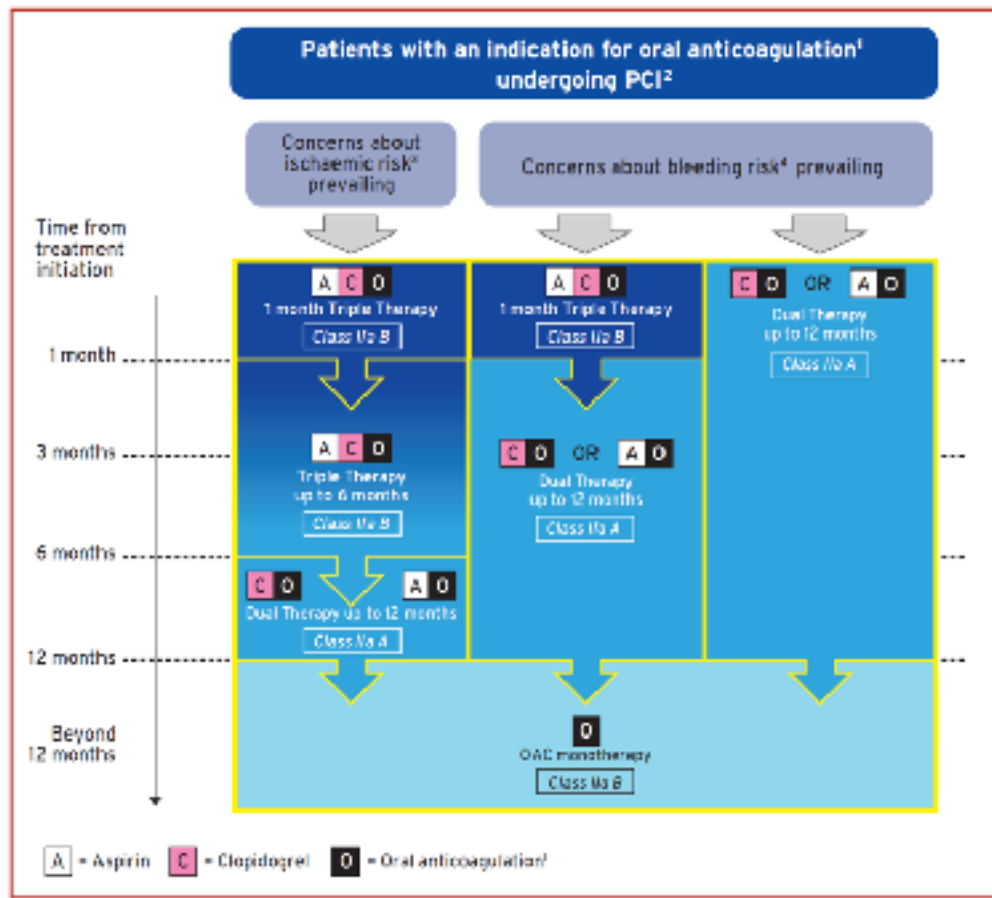 Patients with an indication for oral anticoagulation¹
undergoing PCI²
Concerns about
ischaemic risk³
prevailing
Concerns about bleeding risk⁴ prevailing
Time from
treatment
initiation
A C O
1 month Triple Therapy
Class IIa B
A C O
1 month Triple Therapy
Class IIa B
C O OR A O
Dual Therapy
up to 12 months
Class IIa A
1 month
3 months
A C O
Triple Therapy
up to 6 months
Class IIa B
C O OR A O
Dual Therapy
up to 12 months
Class IIa A
6 months
C O A O
Dual Therapy up to 12 months
Class IIa A
12 months
Beyond
12 months
O
OAC monotherapy
Class IIa B
A = Aspirin C = Clopidogrel O = Oral anticoagulation¹